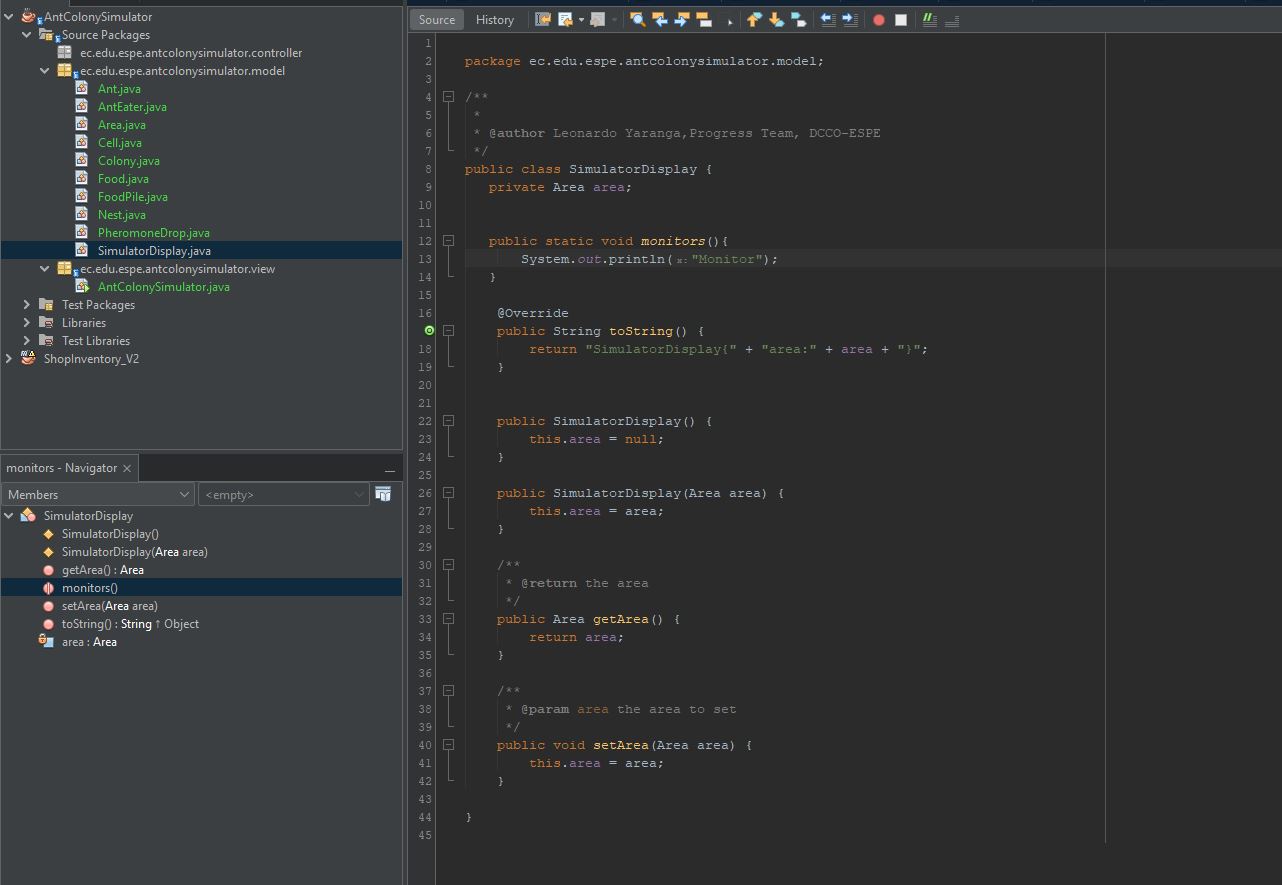 AntColonySimulator
Source Packages
ec.edu.espe.antcolonysimulator.controller
ec.edu.espe.antcolonysimulator.model
Ant.java
AntEater.java
Area.java
Cell.java
Colony.java
Food.java
FoodPile.java
Nest.java
PheromoneDrop.java
SimulatorDisplay.java
ec.edu.espe.antcolonysimulator.view
AntColonySimulator.java
Test Packages
Libraries
Test Libraries
ShopInventory_V2
monitors - Navigator
Members
<empty>
SimulatorDisplay
SimulatorDisplay()
SimulatorDisplay(Area area)
getArea() : Area
monitors()
setArea(Area area)
toString() : String ↑ Object
area : Area
Source History
1
2 package ec.edu.espe.antcolonysimulator.model;
3
4 /**
5 *
6 * @author Leonardo Yaranga,Progress Team, DCCO-ESPE
7 */
8 public class SimulatorDisplay {
9 private Area area;
10
11
12 public static void monitors(){
13 System.out.println(x:"Monitor");
14 }
15
16 @Override
public String toString() {
18 return "SimulatorDisplay{" + "area:" + area + "}";
19 }
20
21
22 public SimulatorDisplay() {
23 this.area = null;
24 }
25
26 public SimulatorDisplay(Area area) {
27 this.area = area;
28 }
29
30 /**
31 * @return the area
32 */
33 public Area getArea() {
34 return area;
35 }
36
37 /**
38 * @param area the area to set
39 */
40 public void setArea(Area area) {
41 this.area = area;
42 }
43
44 }
45